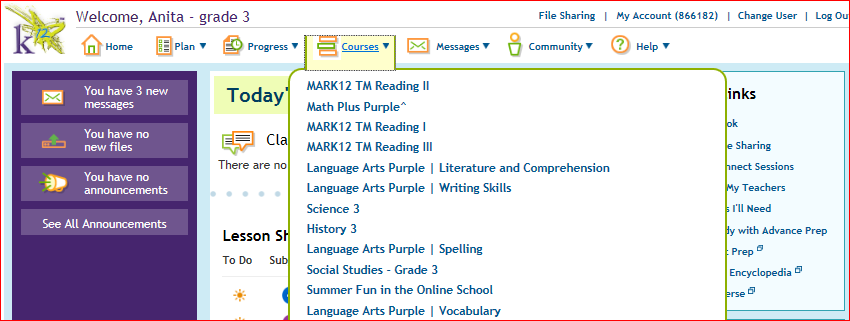 Welcome, Anita - grade 3
File Sharing | My Account (866182) | Change User | Log Ou
k12
Home Plan Progress Courses Messages Community Help
You have 3 new
messages
You have no
new files
You have no
announcements
See All Announcements
Today'
Cla
There are no
Lesson Sh
To Do Sub
MARK12 TM Reading II
Math Plus Purple^
MARK12 TM Reading I
MARK12 TM Reading III
Language Arts Purple | Literature and Comprehension
Language Arts Purple | Writing Skills
Science 3
History 3
Language Arts Purple | Spelling
Social Studies - Grade 3
Summer Fun in the Online School
Language Arts Purple | Vocabulary
inks
ok
e Sharing
nnect Sessions
My Teachers
s I'll Need
dy with Advance Prep
t Prep
Encyclopedia
erse